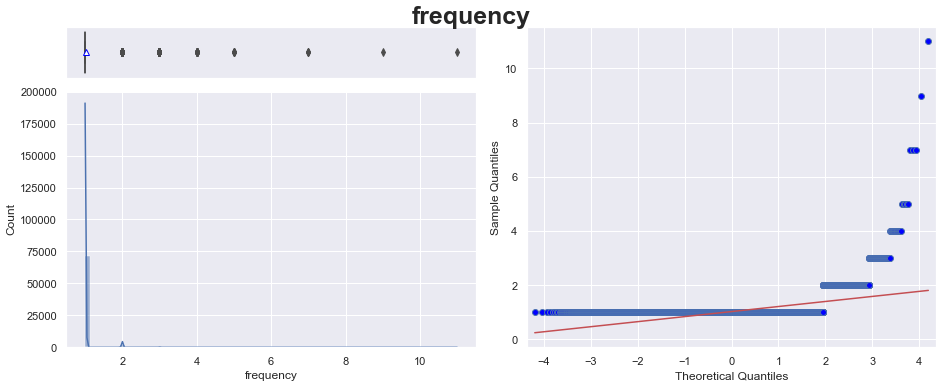 frequency
200000
175000
150000
125000
100000
75000
50000
25000
0
Count
2 4 6 8 10
frequency
10
8
6
4
2
0
Sample Quantiles
−4 −3 −2 −1 0 1 2 3 4
Theoretical Quantiles